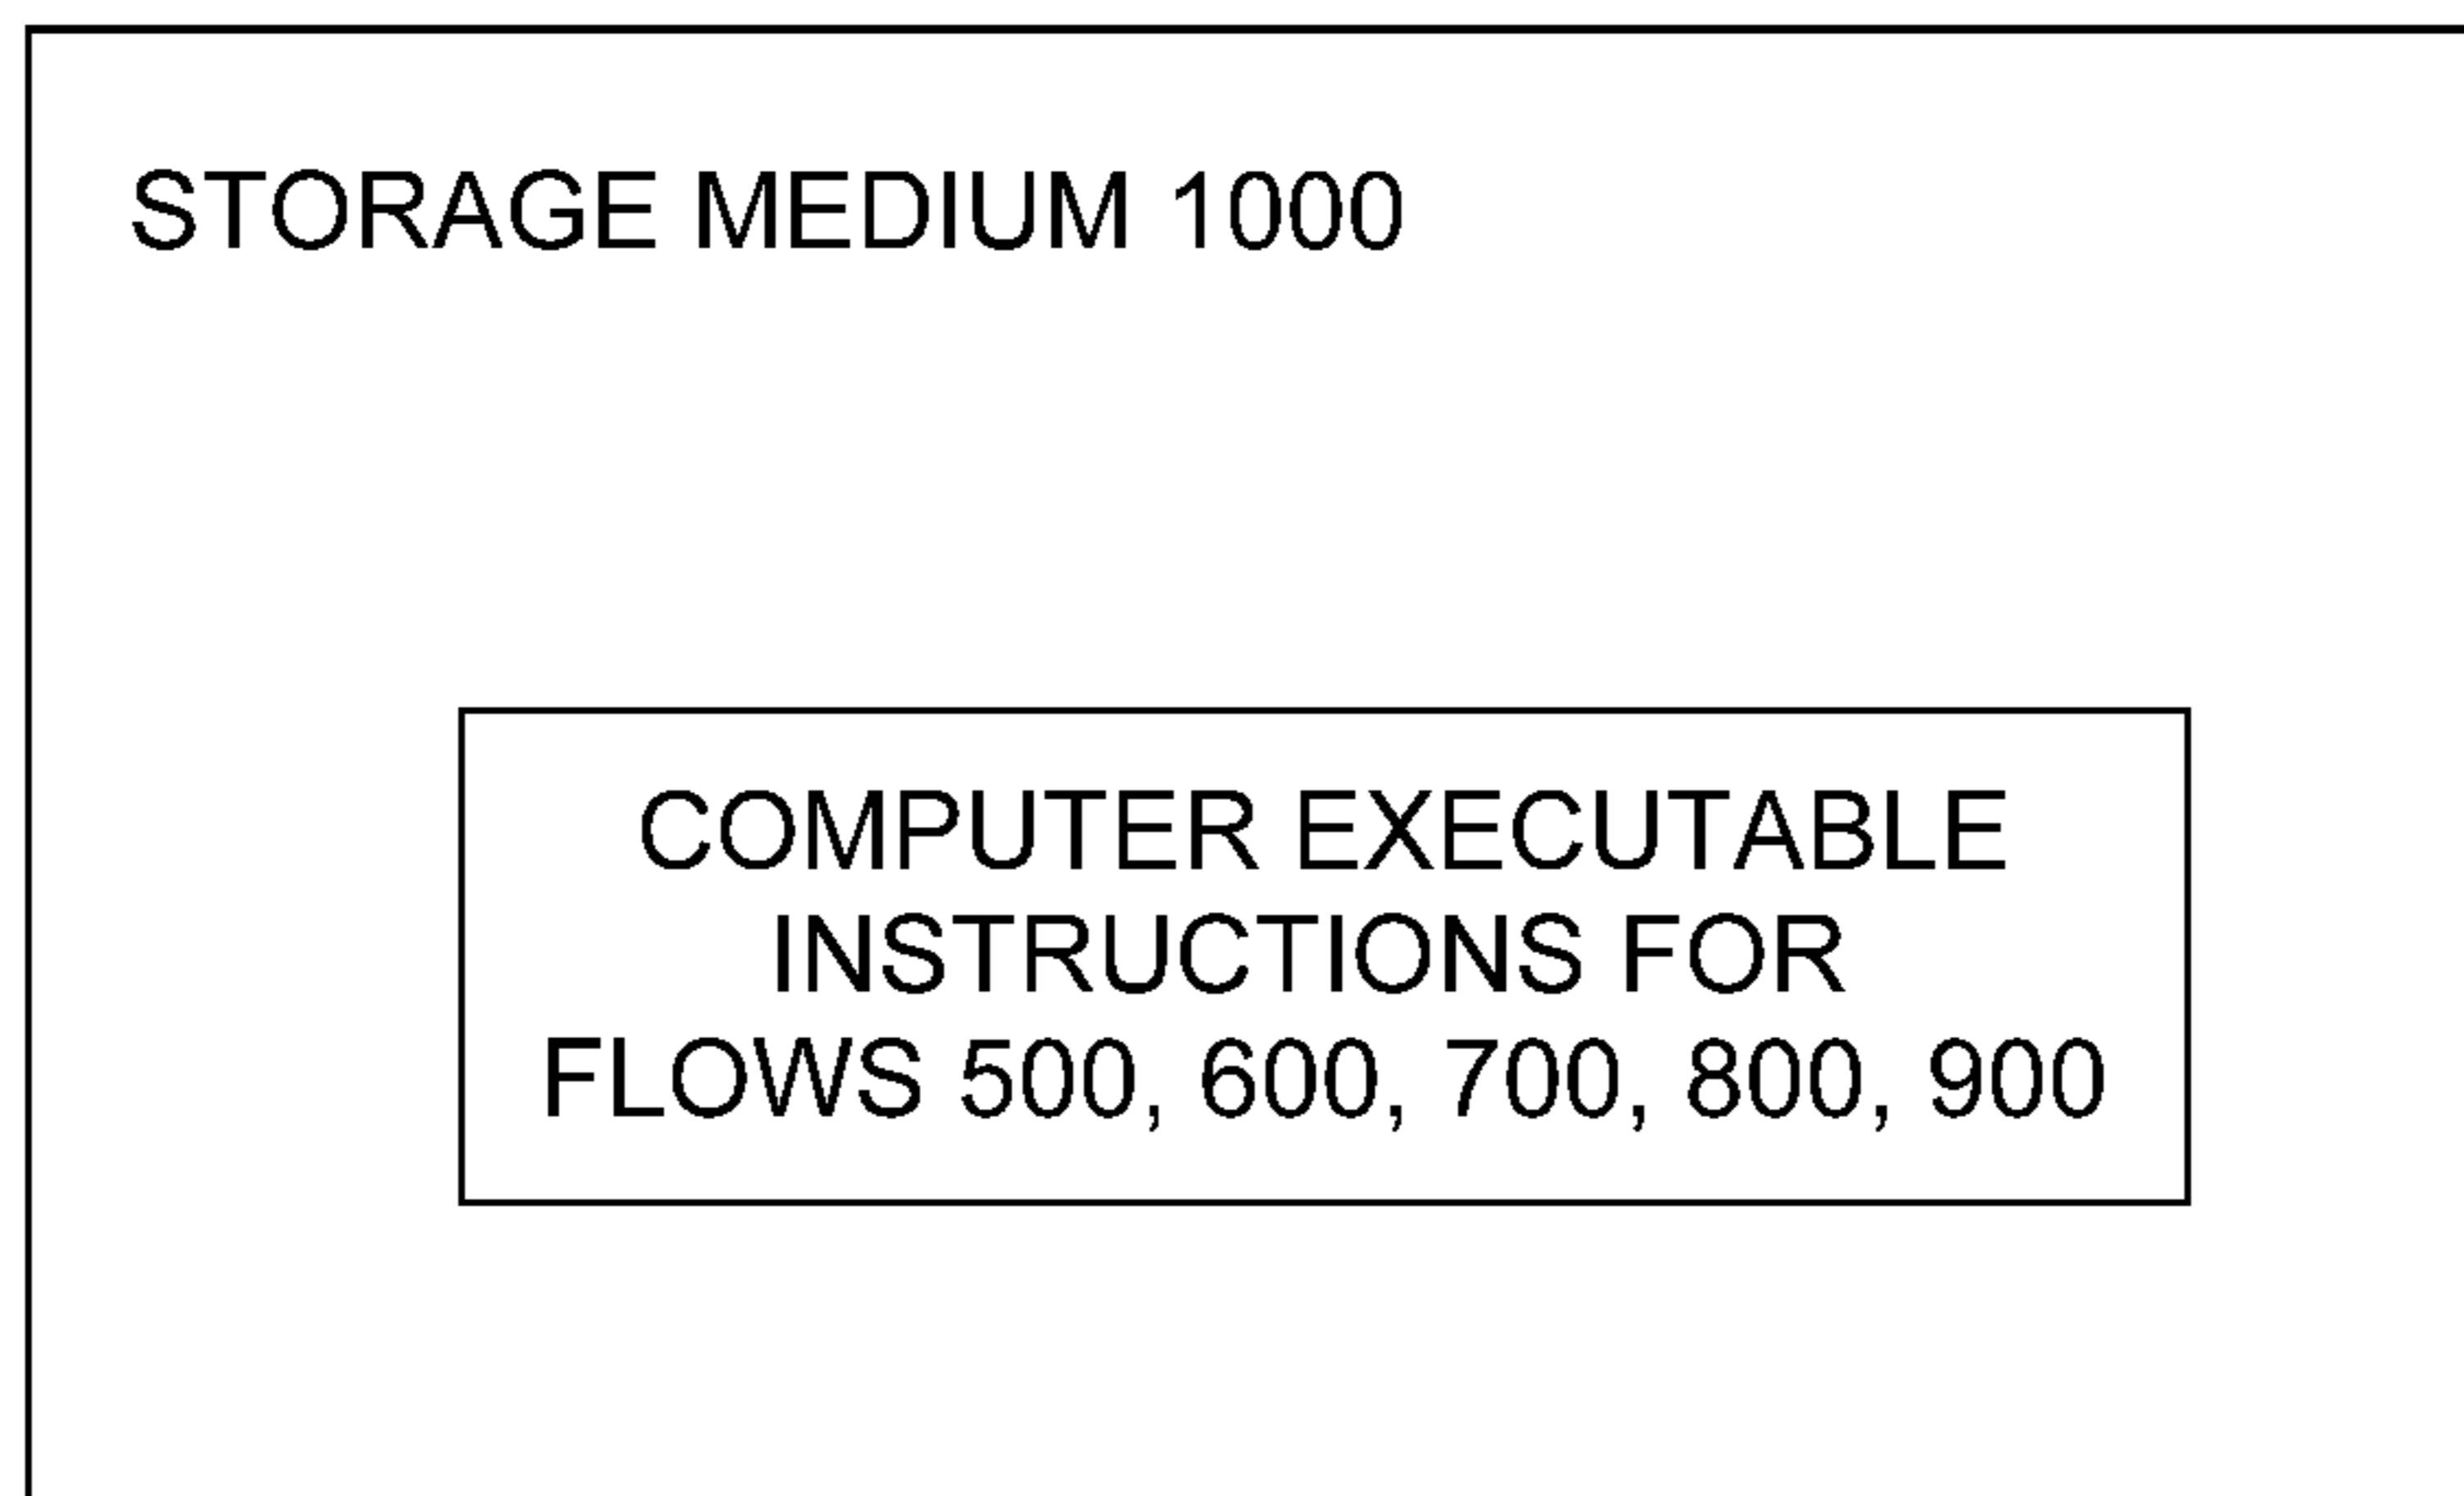 STORAGE MEDIUM 1000
COMPUTER EXECUTABLE
INSTRUCTIONS FOR
FLOWS 500, 600, 700, 800, 900